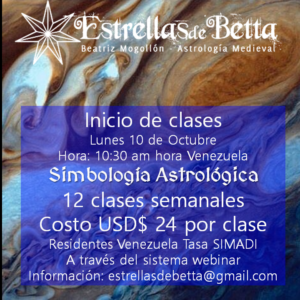 Estrellas de Betta
Beatriz Mogollón - Astrología Medieval
Inicio de clases
Lunes 10 de Octubre
Hora: 10:30 am hora Venezuela
Simbología Astrológica
12 clases semanales
Costo USD$ 24 por clase
Residentes Venezuela Tasa SIMADI
A través del sistema webinar
Información: estrellasdebetta@gmail.com